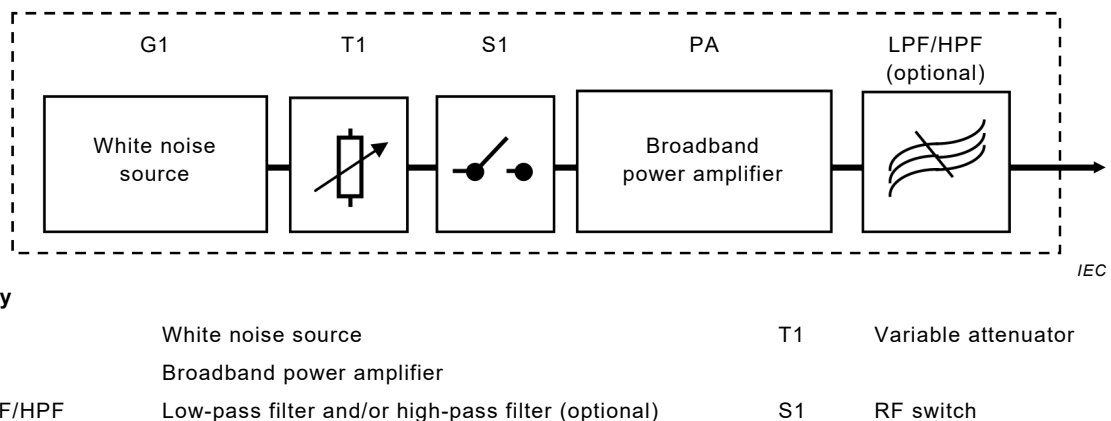 G1 T1 S1 PA LPF/HPF
(optional)
White noise
source
Broadband
power amplifier
IEC
y
White noise source T1 Variable attenuator
Broadband power amplifier
F/HPF Low-pass filter and/or high-pass filter (optional) S1 RF switch